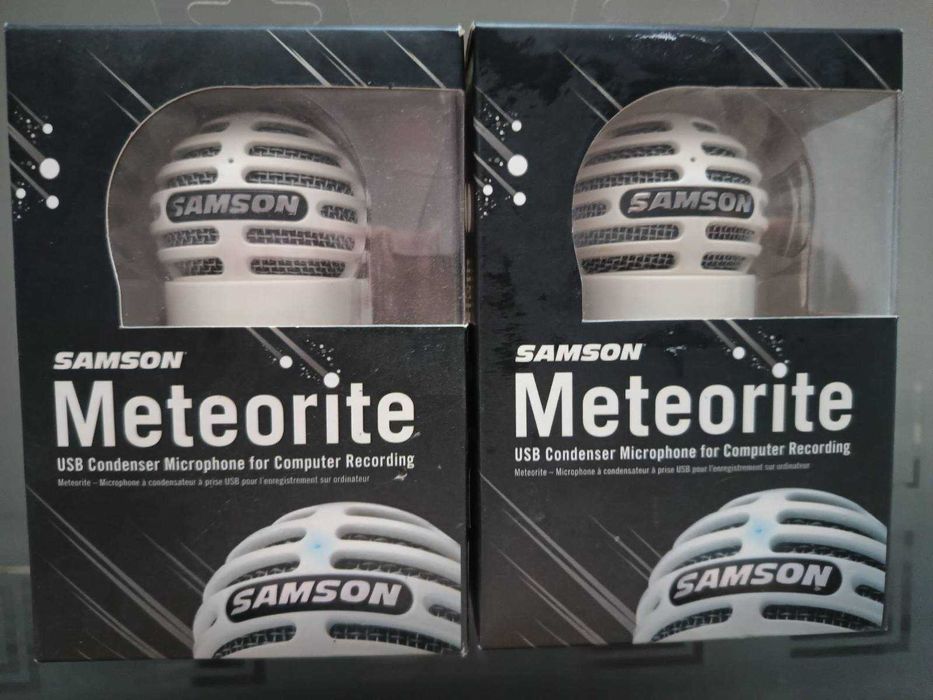 SAMSON
SAMSON
Meteorite
USB Condenser Microphone for Computer Recording
Meteorite – Microphone à condensateur à prise USB pour l'enregistrement sur ordinateur
SAMSON
SAMSON
SAMSON
Meteorite
USB Condenser Microphone for Computer Recording
Meteorite – Microphone à condensateur à prise USB pour l'enregistrement sur ordinateur
SAMSON